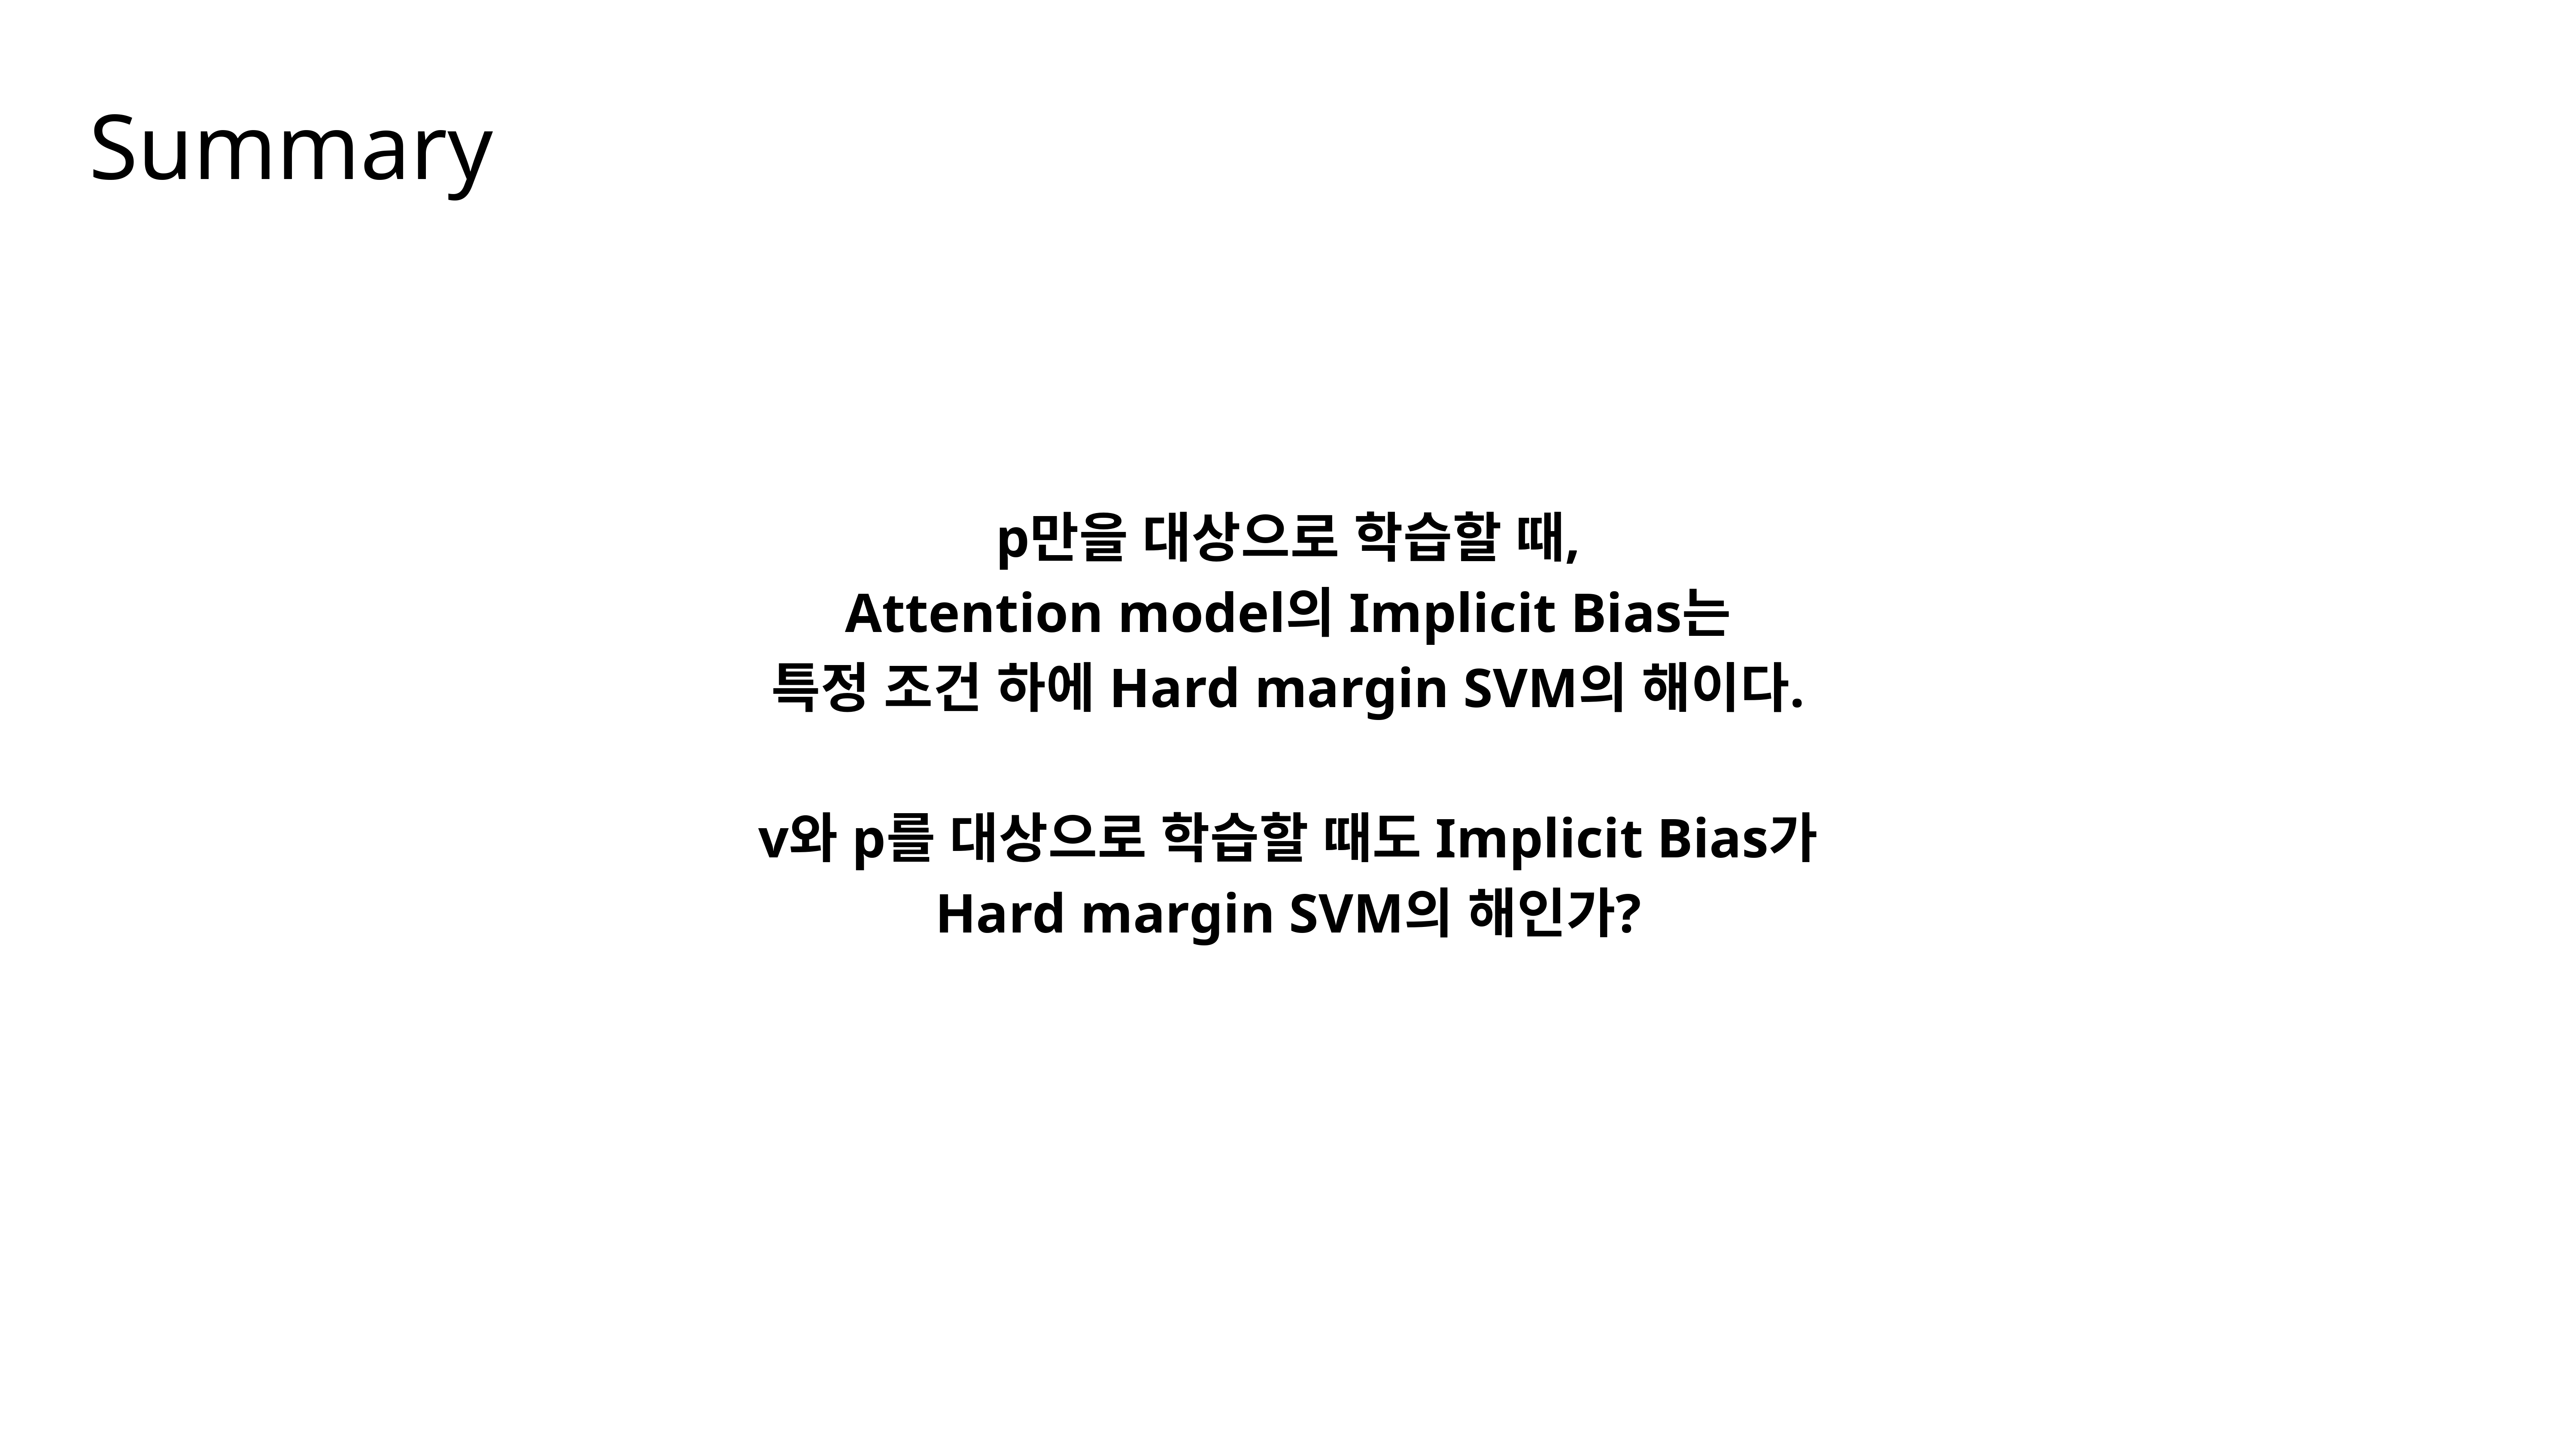 Summary
p만을 대상으로 학습할 때,
Attention model의 Implicit Bias는
특정 조건 하에 Hard margin SVM의 해이다.
v와 p를 대상으로 학습할 때도 Implicit Bias가
Hard margin SVM의 해인가?